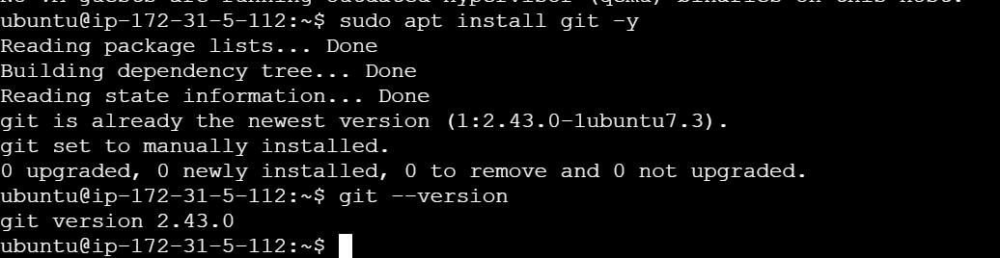 No VM guests are running outdated hypervisor (qemu) binaries on this host.
ubuntu@ip-172-31-5-112:~$ sudo apt install git -y
Reading package lists... Done
Building dependency tree... Done
Reading state information... Done
git is already the newest version (1:2.43.0-1ubuntu7.3).
git set to manually installed.
0 upgraded, 0 newly installed, 0 to remove and 0 not upgraded.
ubuntu@ip-172-31-5-112:~$ git --version
git version 2.43.0
ubuntu@ip-172-31-5-112:~$